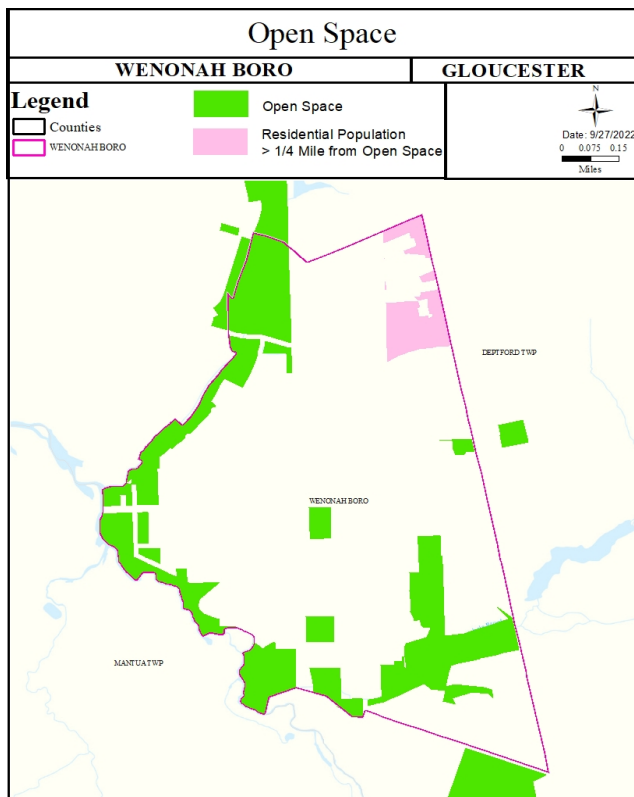 Open Space
WENONAH BORO
GLOUCESTER
Legend
Counties
WENONAH BORO
Open Space
Residential Population
> 1/4 Mile from Open Space
N
Date: 9/27/2022
0 0.075 0.15
Miles
DEPTFORD TWP
WENONAH BORO
MANTUA TWP